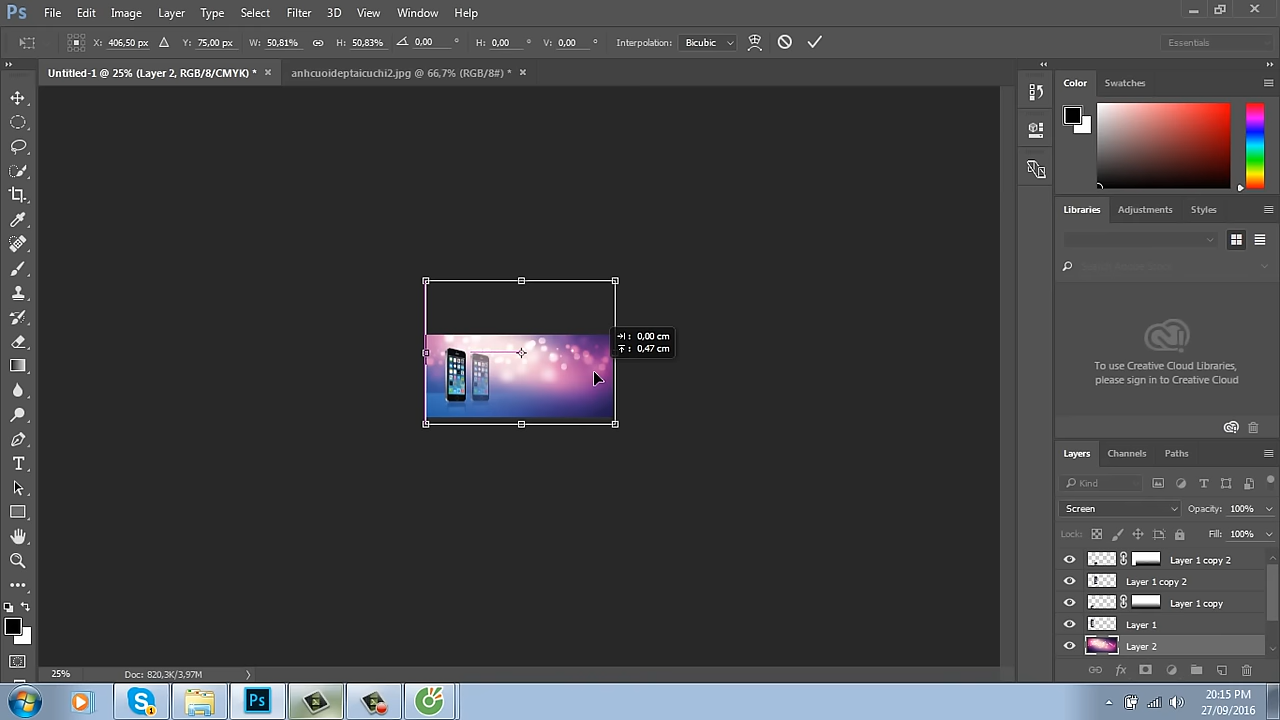 Ps File Edit Image Layer Type Select Filter 3D View Window Help
X: 406,50 px Y: 75,00 px W: 50,81% H: 50,83% 0,00 ° H: 0,00 ° V: 0,00 ° Interpolation: Bicubic Essentials
Untitled-1 @ 25% (Layer 2, RGB/8/CMYK) * × anhcuoideptaicuchi2.jpg @ 66,7% (RGB/8#) * ×
Color Swatches
Libraries Adjustments Styles
0,00 cm
0,47 cm
To use Creative Cloud Libraries,
please sign in to Creative Cloud
Layers Channels Paths
Kind
Screen Opacity: 100%
Lock: Fill: 100%
Layer 1 copy 2
Layer 1 copy 2
Layer 1 copy
Layer 1
Layer 2
25% Doc: 820,3K/3,97M
20:15 PM
27/09/2016